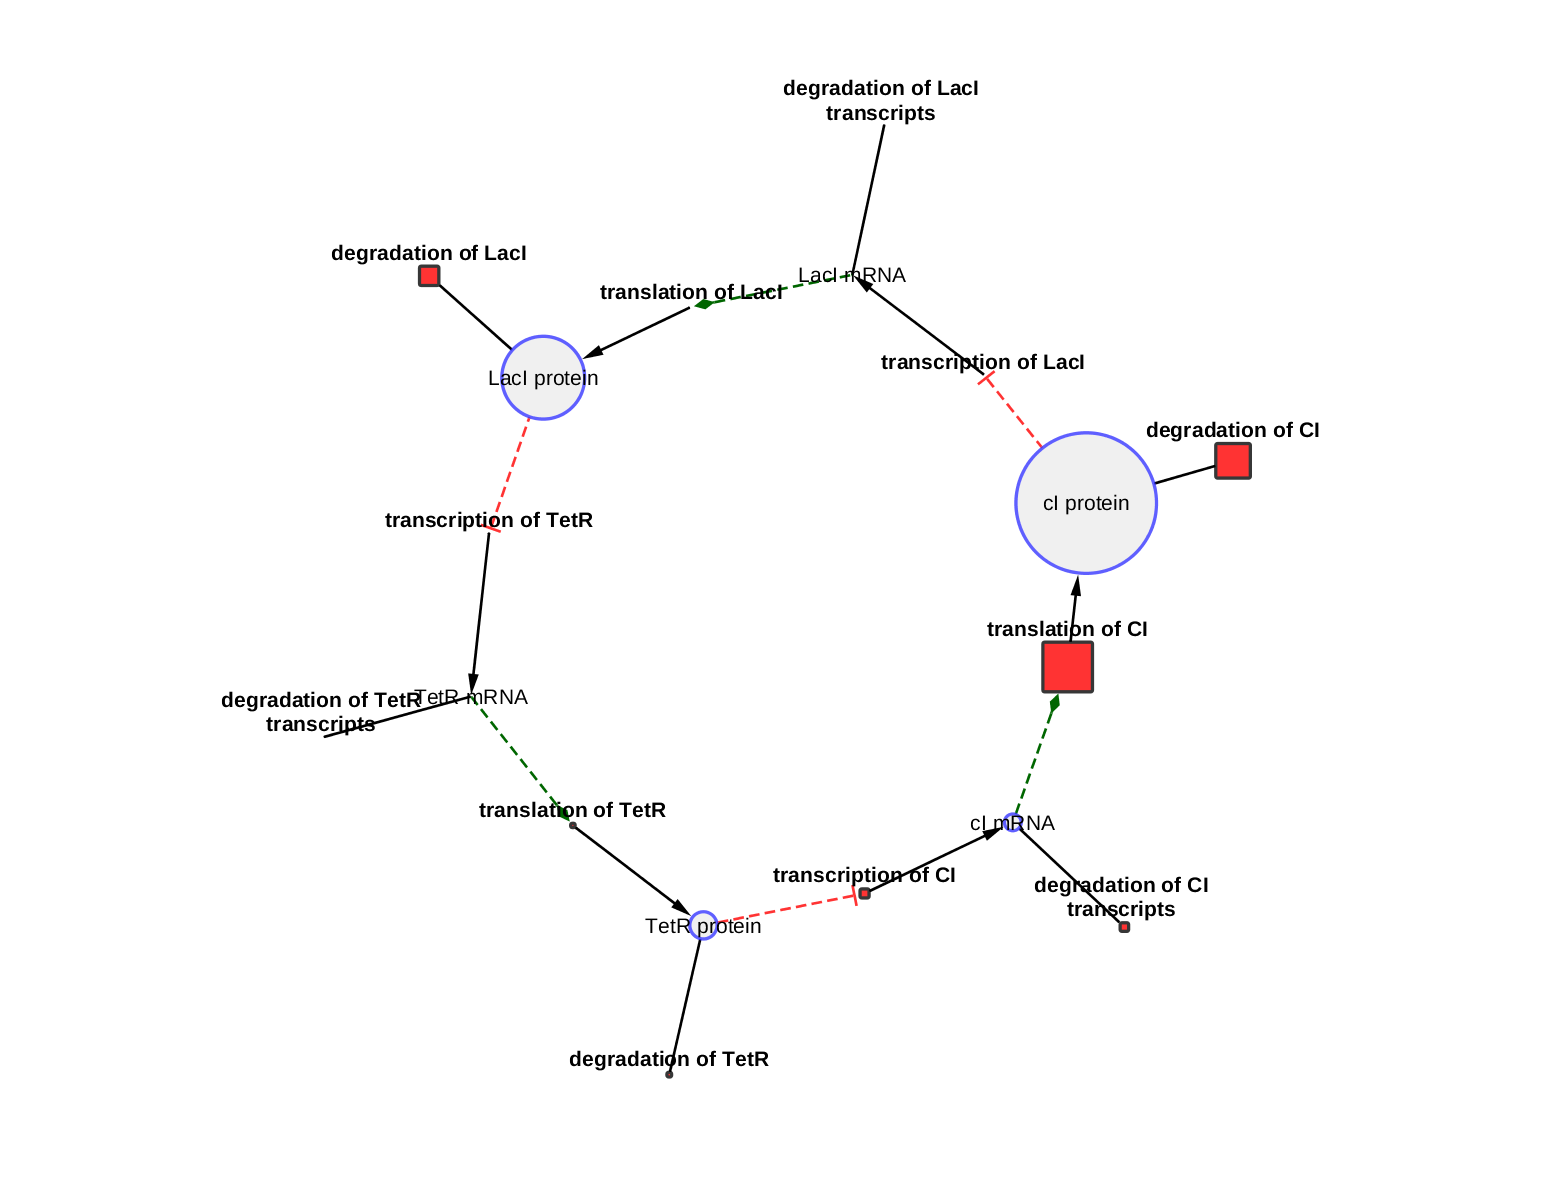 degradation of LacI
transcripts
degradation of LacI
LacI mRNA
translation of LacI
transcription of LacI
LacI protein
degradation of CI
cI protein
transcription of TetR
translation of CI
degradation of TetR
transcripts
TetR mRNA
translation of TetR
cI mRNA
transcription of CI
degradation of CI
transcripts
TetR protein
degradation of TetR